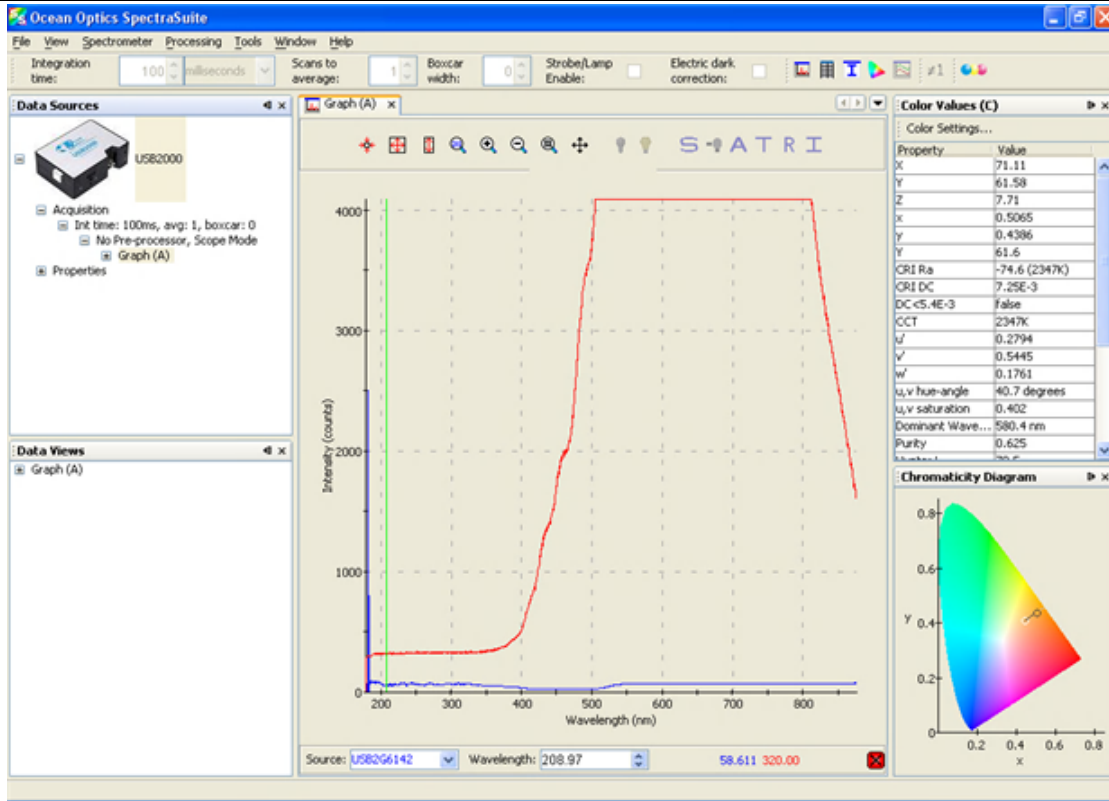 Ocean Optics SpectraSuite
File View Spectrometer Processing Tools Window Help
Integration time: 100 milliseconds Scans to average: 1 Boxcar width: 0 Strobe/Lamp Enable: Electric dark correction: ≠1
Data Sources
USB2000
Acquisition
Int time: 100ms, avg: 1, boxcar: 0
No Pre-processor, Scope Mode
Graph (A)
Properties
Data Views
Graph (A)
Graph (A)
S A T R I
Intensity (counts)
4000
3000
2000
1000
0
200 300 400 500 600 700 800
Wavelength (nm)
Source: USB2G6142 Wavelength: 208.97 58.611 320.00
Color Values (C)
Color Settings...
Property Value
X 71.11
Y 61.58
Z 7.71
x 0.5065
y 0.4386
Y 61.6
CRI Ra -74.6 (2347K)
CRI DC 7.25E-3
DC<5.4E-3 false
CCT 2347K
u' 0.2794
v' 0.5445
w' 0.1761
u,v hue-angle 40.7 degrees
u,v saturation 0.402
Dominant Wave... 580.4 nm
Purity 0.625
Chromaticity Diagram
y
0.8
0.6
0.4
0.2
0
0.2 0.4 0.6 0.8
x